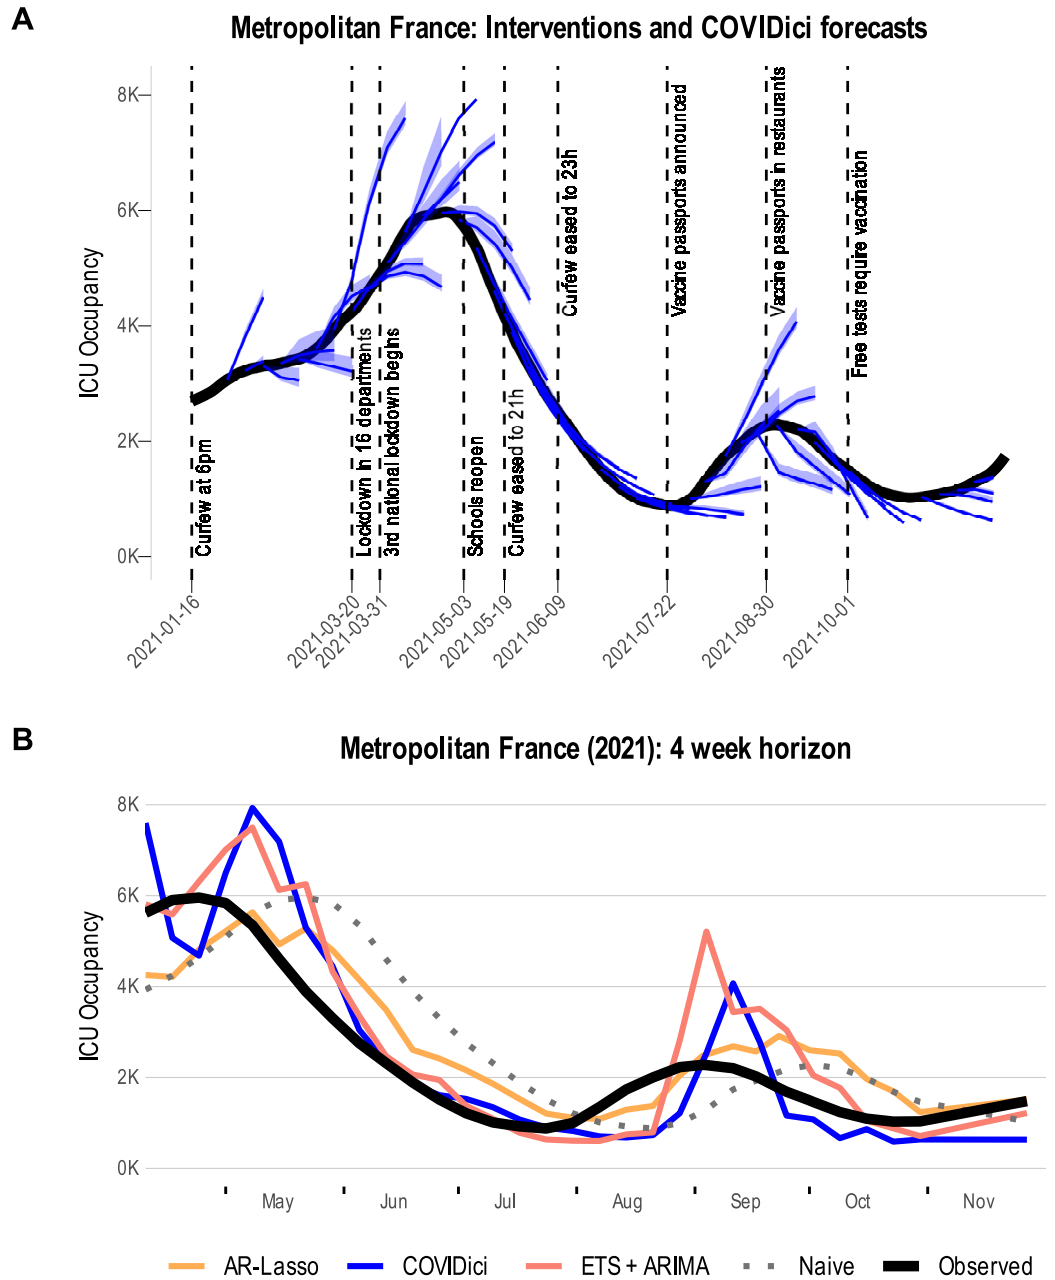 A
Metropolitan France: Interventions and COVIDici forecasts
8K
6K
4K
2K
0K
ICU Occupancy
Curfew at 6pm
Lockdown in 16 departments
3rd national lockdown begins
Schools reopen
Curfew eased to 21h
Curfew eased to 23h
Vaccine passports announced
Vaccine passports in restaurants
Free tests require vaccination
2021-01-16
2021-03-20
2021-03-31
2021-05-03
2021-05-19
2021-06-09
2021-07-22
2021-08-30
2021-10-01
B
Metropolitan France (2021): 4 week horizon
8K
6K
4K
2K
0K
ICU Occupancy
May Jun Jul Aug Sep Oct Nov
AR-Lasso COVIDici ETS + ARIMA Naive Observed